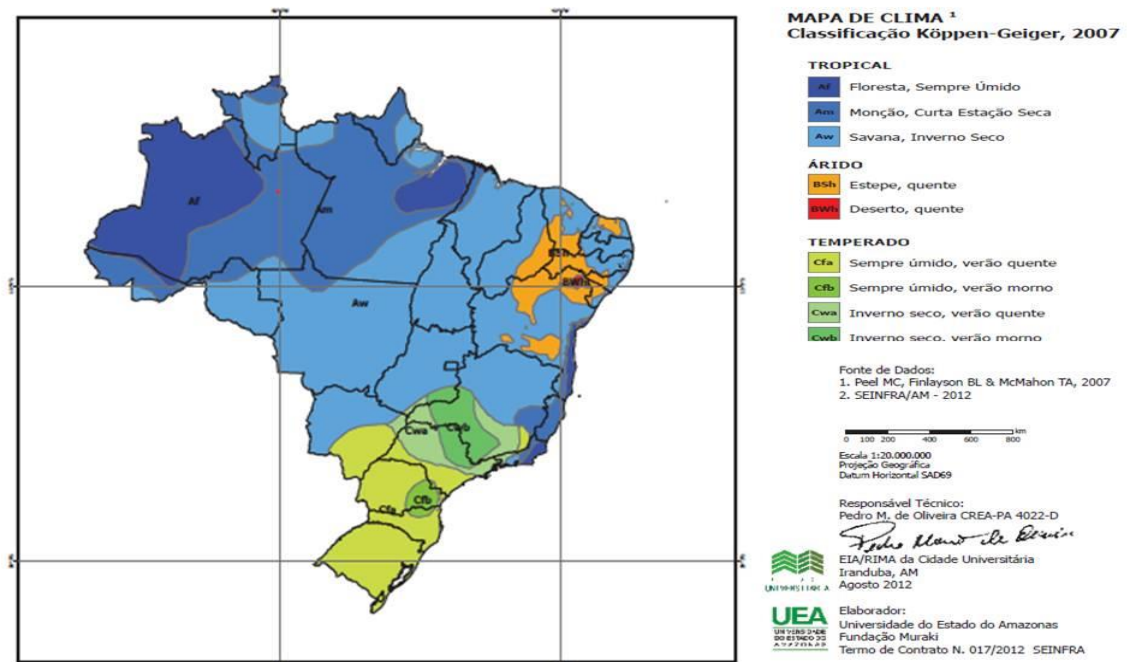 MAPA DE CLIMA ¹
Classificação Köppen-Geiger, 2007
TROPICAL
Af Floresta, Sempre Úmido
Am Monção, Curta Estação Seca
Aw Savana, Inverno Seco
ÁRIDO
BSh Estepe, quente
BWh Deserto, quente
TEMPERADO
Cfa Sempre úmido, verão quente
Cfb Sempre úmido, verão morno
Cwa Inverno seco, verão quente
Cwb Inverno seco, verão morno
Fonte de Dados:
1. Peel MC, Finlayson BL & McMahon TA, 2007
2. SEINFRA/AM - 2012
km
0 100 200 400 600 800
Escala 1:20.000.000
Projeção Geográfica
Datum Horizontal SAD69
Responsável Técnico:
Pedro M. de Oliveira CREA-PA 4022-D
EIA/RIMA da Cidade Universitária
Iranduba, AM
Agosto 2012
UEA
UNIVERSIDADE
DO ESTADO DO
AMAZONAS
Elaborador:
Universidade do Estado do Amazonas
Fundação Muraki
Termo de Contrato N. 017/2012 SEINFRA
Af
Am
BSh
BWh
Aw
Cwa
Cwb
Cfb
Cfa